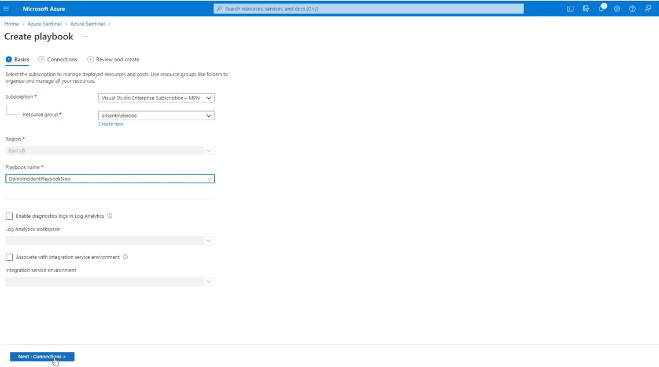 Microsoft Azure
Search resources, services, and docs (G+/)
1
Home > Azure Sentinel > Azure Sentinel >
Create playbook ...
1 Basics 2 Connections 3 Review and create
Select the subscription to manage deployed resources and costs. Use resource groups like folders to
organize and manage all your resources.
Subscription *
Visual Studio Enterprise Subscription – MPN
Resource group *
allSentinelinone
Create new
Region *
East US
Playbook name *
DemoIncidentPlaybookNew
Enable diagnostics logs in Log Analytics
Log Analytics workspace
Associate with integration service environment
Integration service environment
Next : Connections >